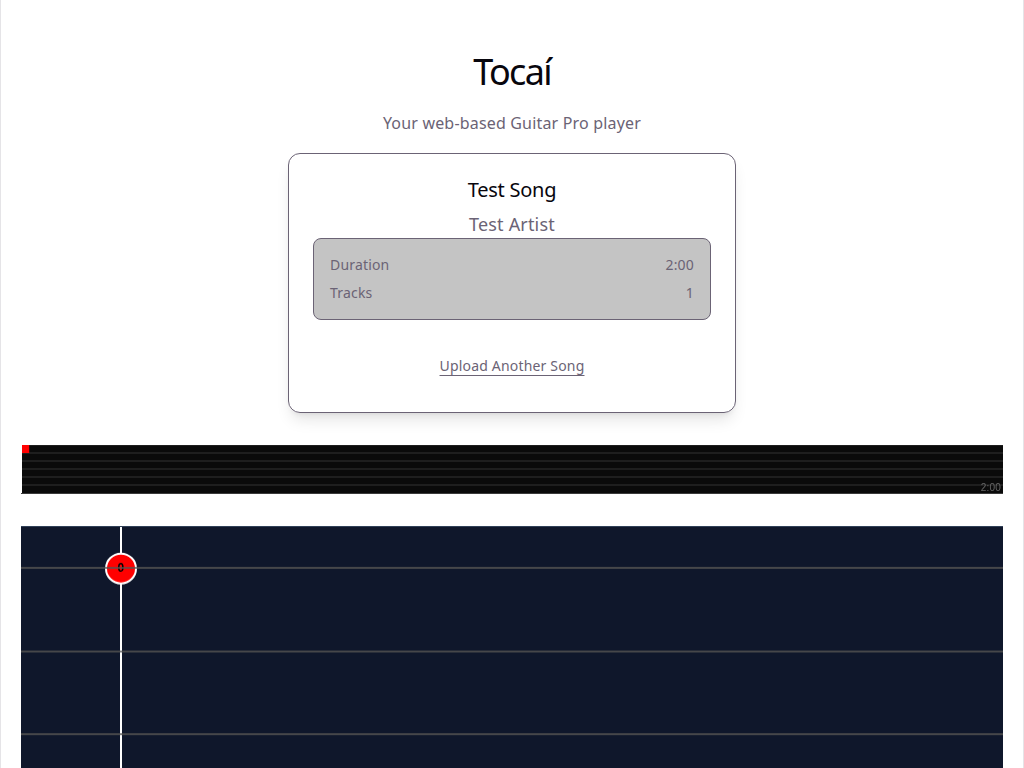 Tocaí
Your web-based Guitar Pro player
Test Song
Test Artist
Duration 2:00
Tracks 1
Upload Another Song
2:00
0